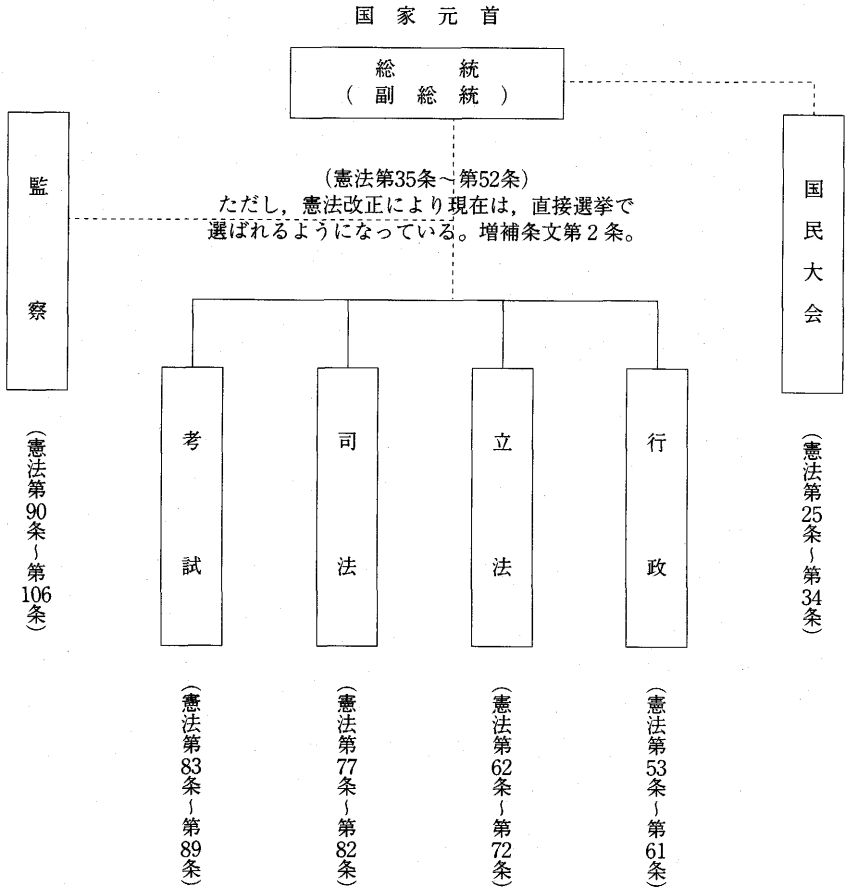 国家元首
総統
(副総統)
(憲法第35条~第52条)
ただし,憲法改正により現在は,直接選挙で
選ばれるようになっている。増補条文第2条。
監察
(憲法第90条~第106条)
考試
(憲法第83条~第89条)
司法
(憲法第77条~第82条)
立法
(憲法第62条~第72条)
行政
(憲法第53条~第61条)
国民大会
(憲法第25条~第34条)